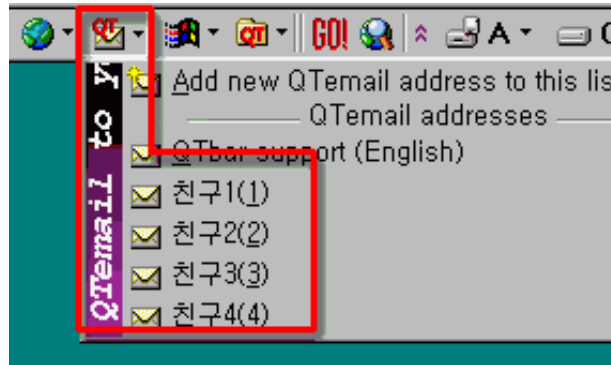 QT QT GO! A
Add new QTemail address to this lis
QTemail addresses
QTbar support (English)
친구1(1)
친구2(2)
친구3(3)
친구4(4)
QTemail to y